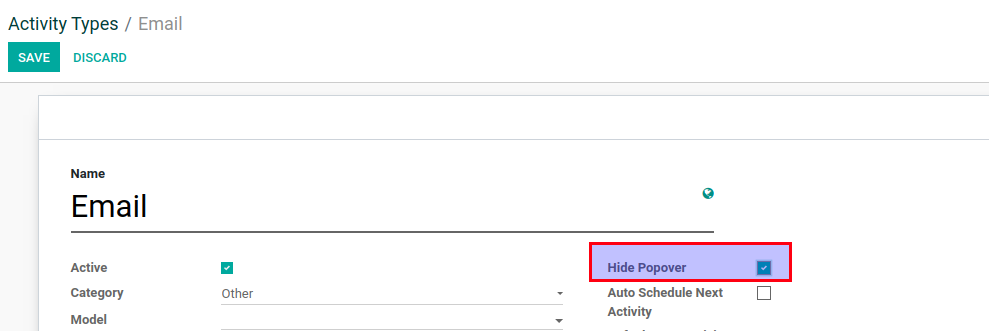 Activity Types / Email
SAVE DISCARD
Name
Email
Active
Category Other
Model
Hide Popover
Auto Schedule Next
Activity